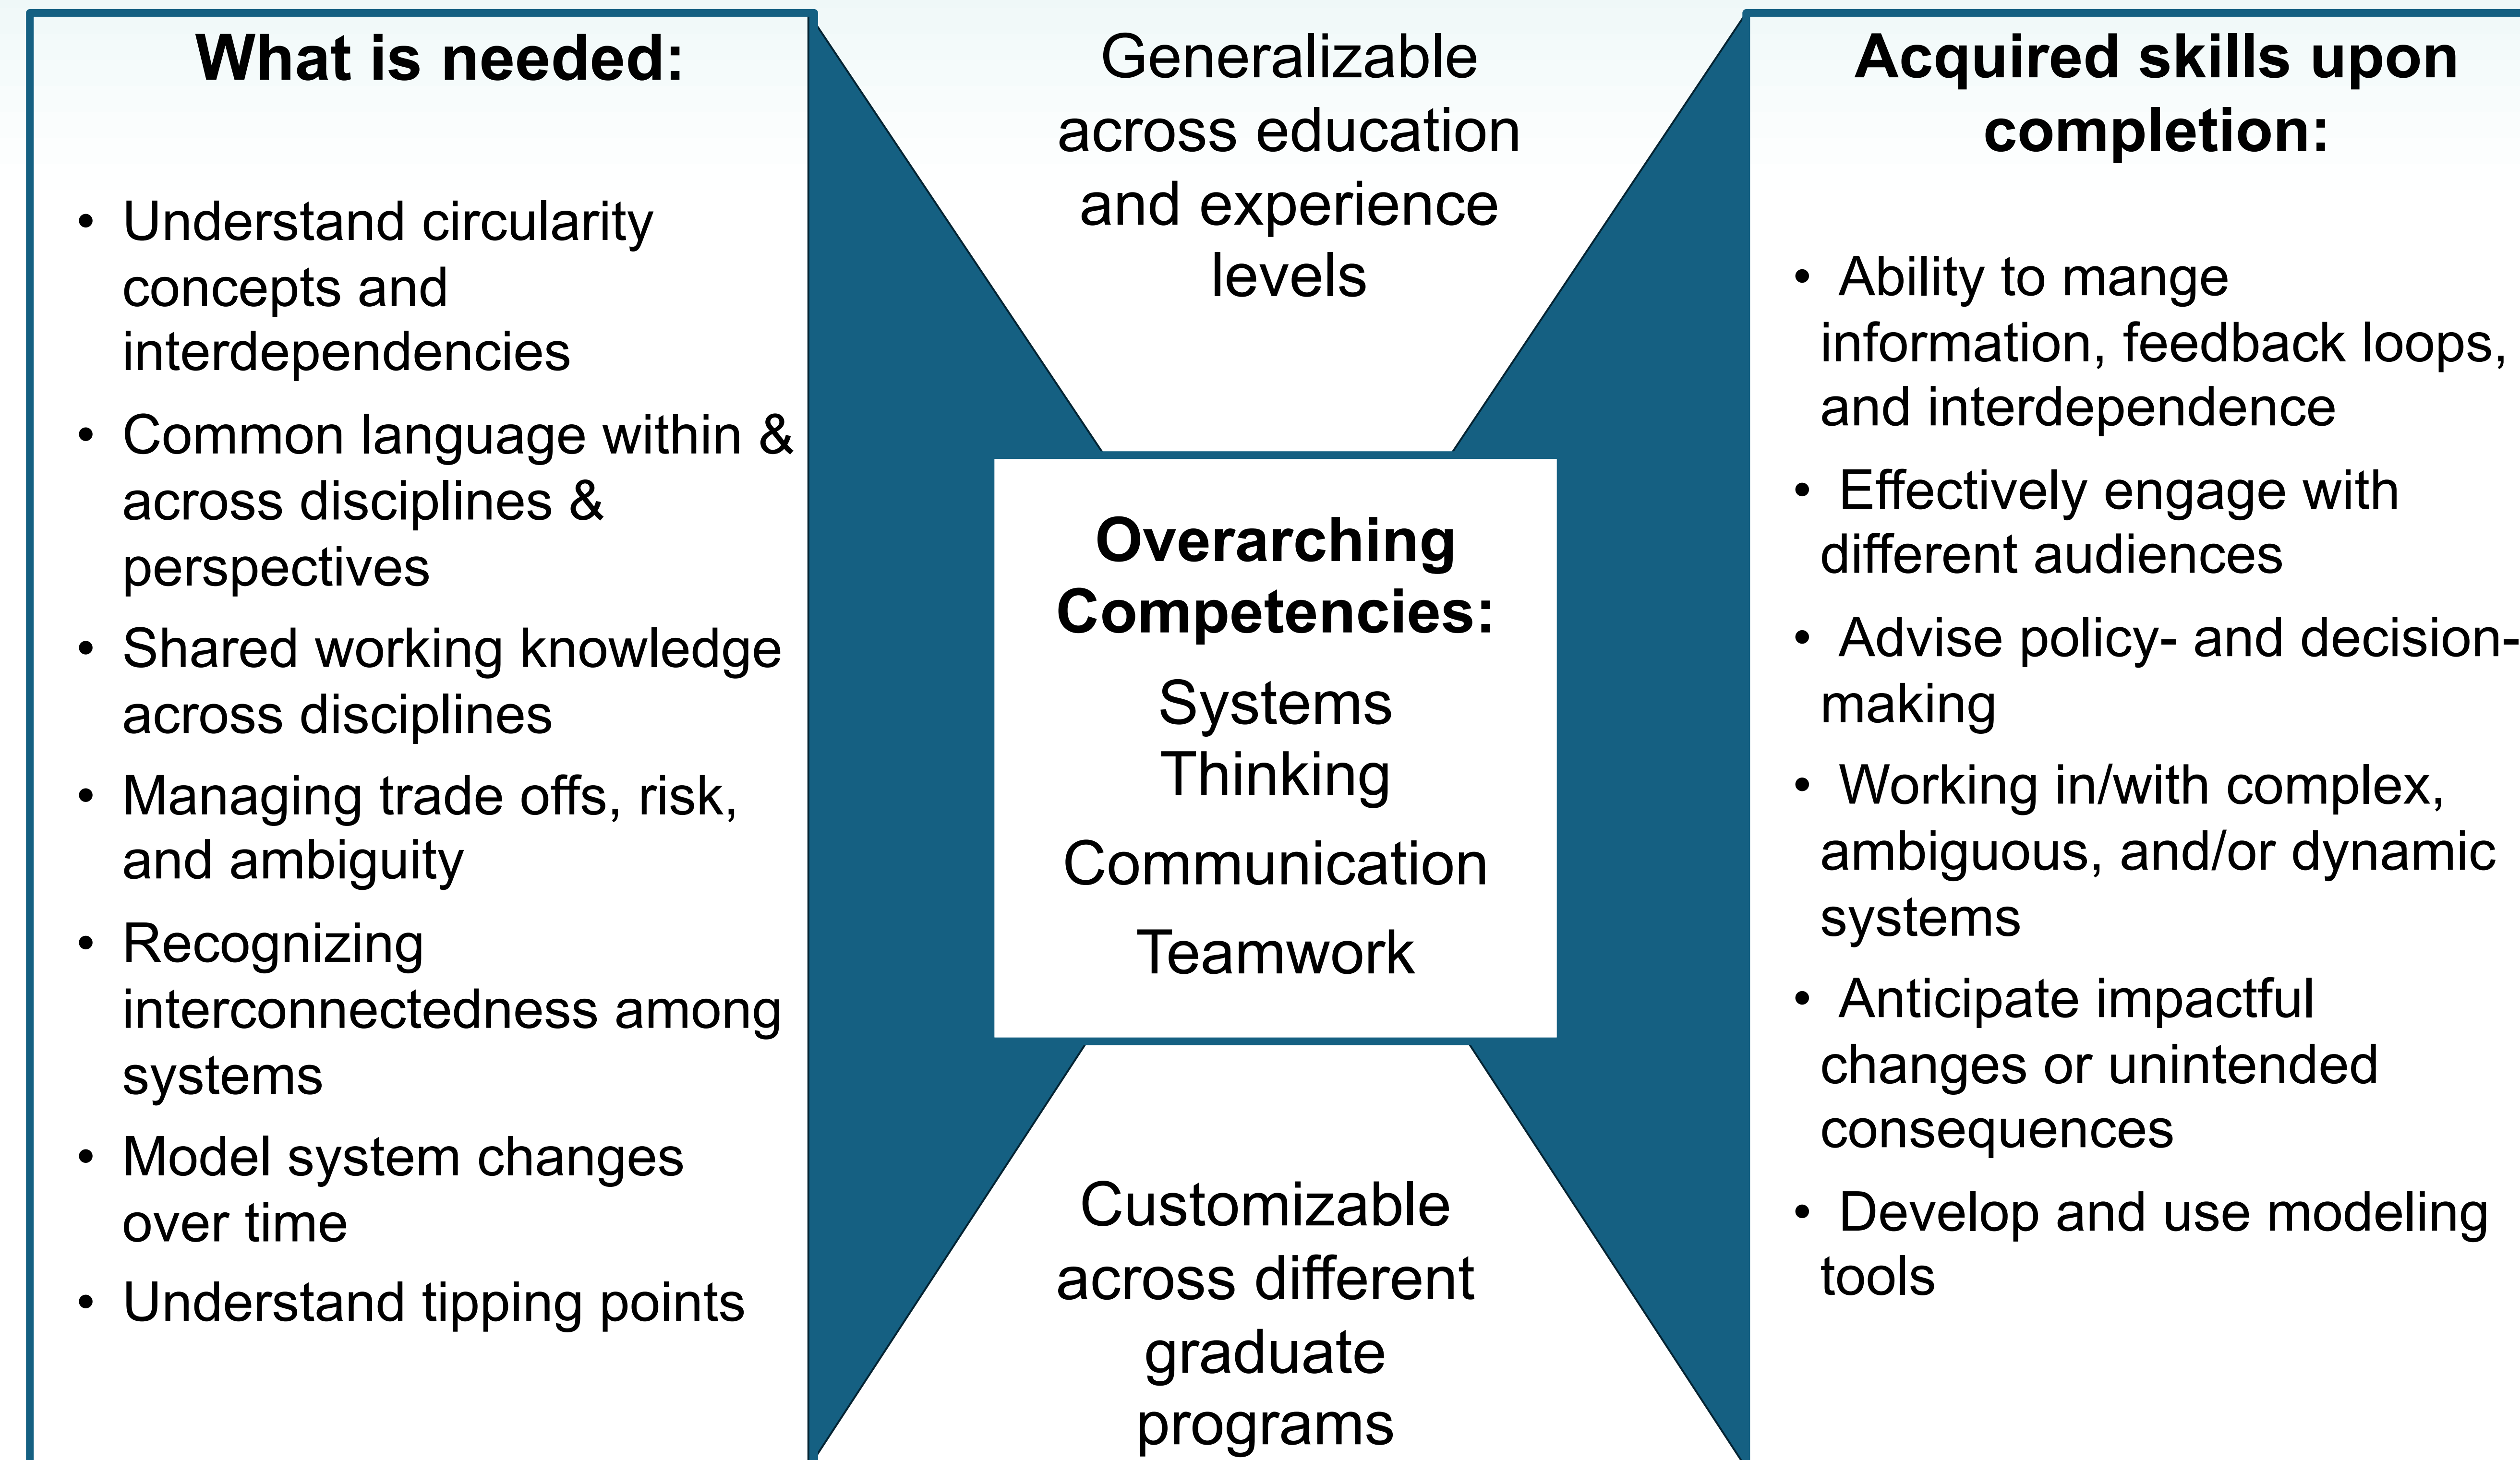 What is needed:
• Understand circularity
concepts and
interdependencies
• Common language within &
across disciplines &
perspectives
• Shared working knowledge
across disciplines
• Managing trade offs, risk,
and ambiguity
• Recognizing
interconnectedness among
systems
• Model system changes
over time
• Understand tipping points
Generalizable
across education
and experience
levels
Overarching
Competencies:
Systems
Thinking
Communication
Teamwork
Customizable
across different
graduate
programs
Acquired skills upon
completion:
• Ability to mange
information, feedback loops,
and interdependence
• Effectively engage with
different audiences
• Advise policy- and decision-
making
• Working in/with complex,
ambiguous, and/or dynamic
systems
• Anticipate impactful
changes or unintended
consequences
• Develop and use modeling
tools